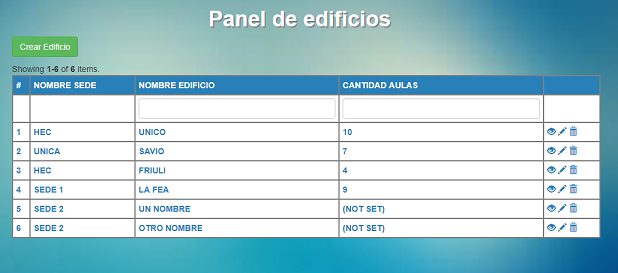 Panel de edificios
Crear Edificio
Showing 1-6 of 6 items.
# NOMBRE SEDE NOMBRE EDIFICIO CANTIDAD AULAS
1 HEC UNICO 10
2 UNICA SAVIO 7
3 HEC FRIULI 4
4 SEDE 1 LA FEA 9
5 SEDE 2 UN NOMBRE (NOT SET)
6 SEDE 2 OTRO NOMBRE (NOT SET)